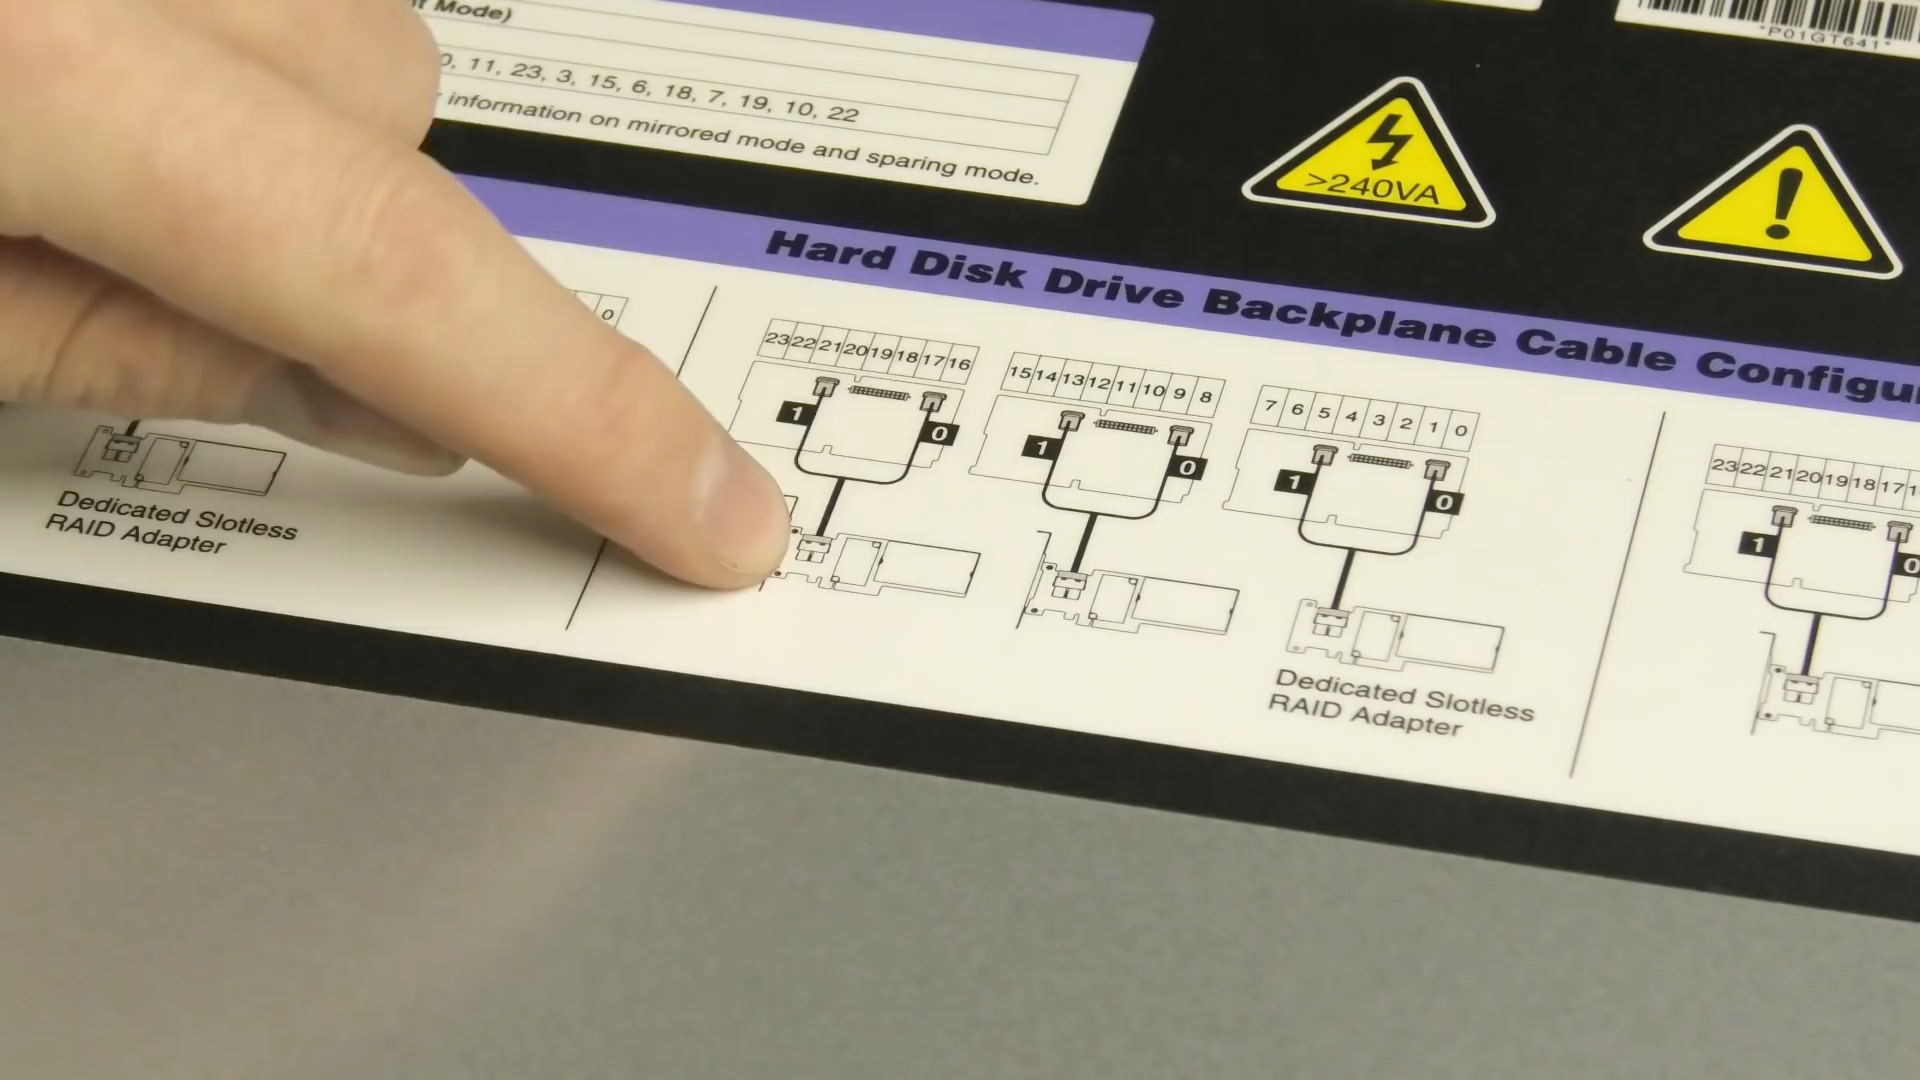 Mode)
11, 23, 3, 15, 6, 18, 7, 19, 10, 22
information on mirrored mode and sparing mode.
*P01GT641*
>240VA
!
Hard Disk Drive Backplane Cable
0
23 22 21 20 19 18 17 16
1 0
15 14 13 12 11 10 9 8
1 0
7 6 5 4 3 2 1 0
1 0
23 22 21 20 19 18 17
1 0
Dedicated Slotless
RAID Adapter
Dedicated Slotless
RAID Adapter